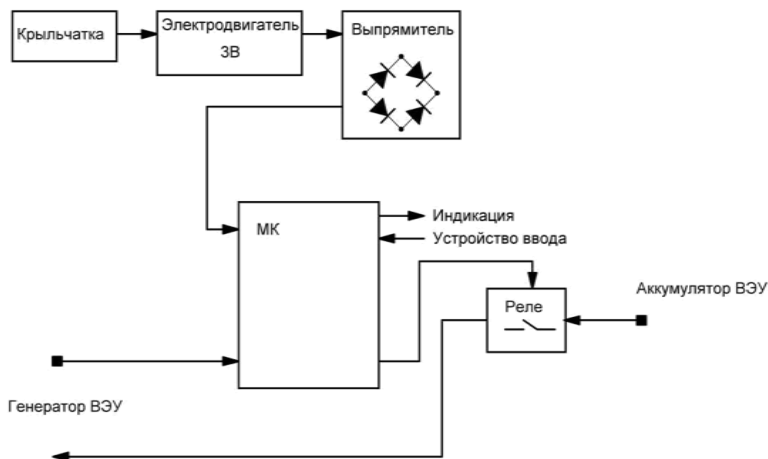 Крыльчатка
Электродвигатель
3В
Выпрямитель
МК
Индикация
Устройство ввода
Реле
Аккумулятор ВЭУ
Генератор ВЭУ